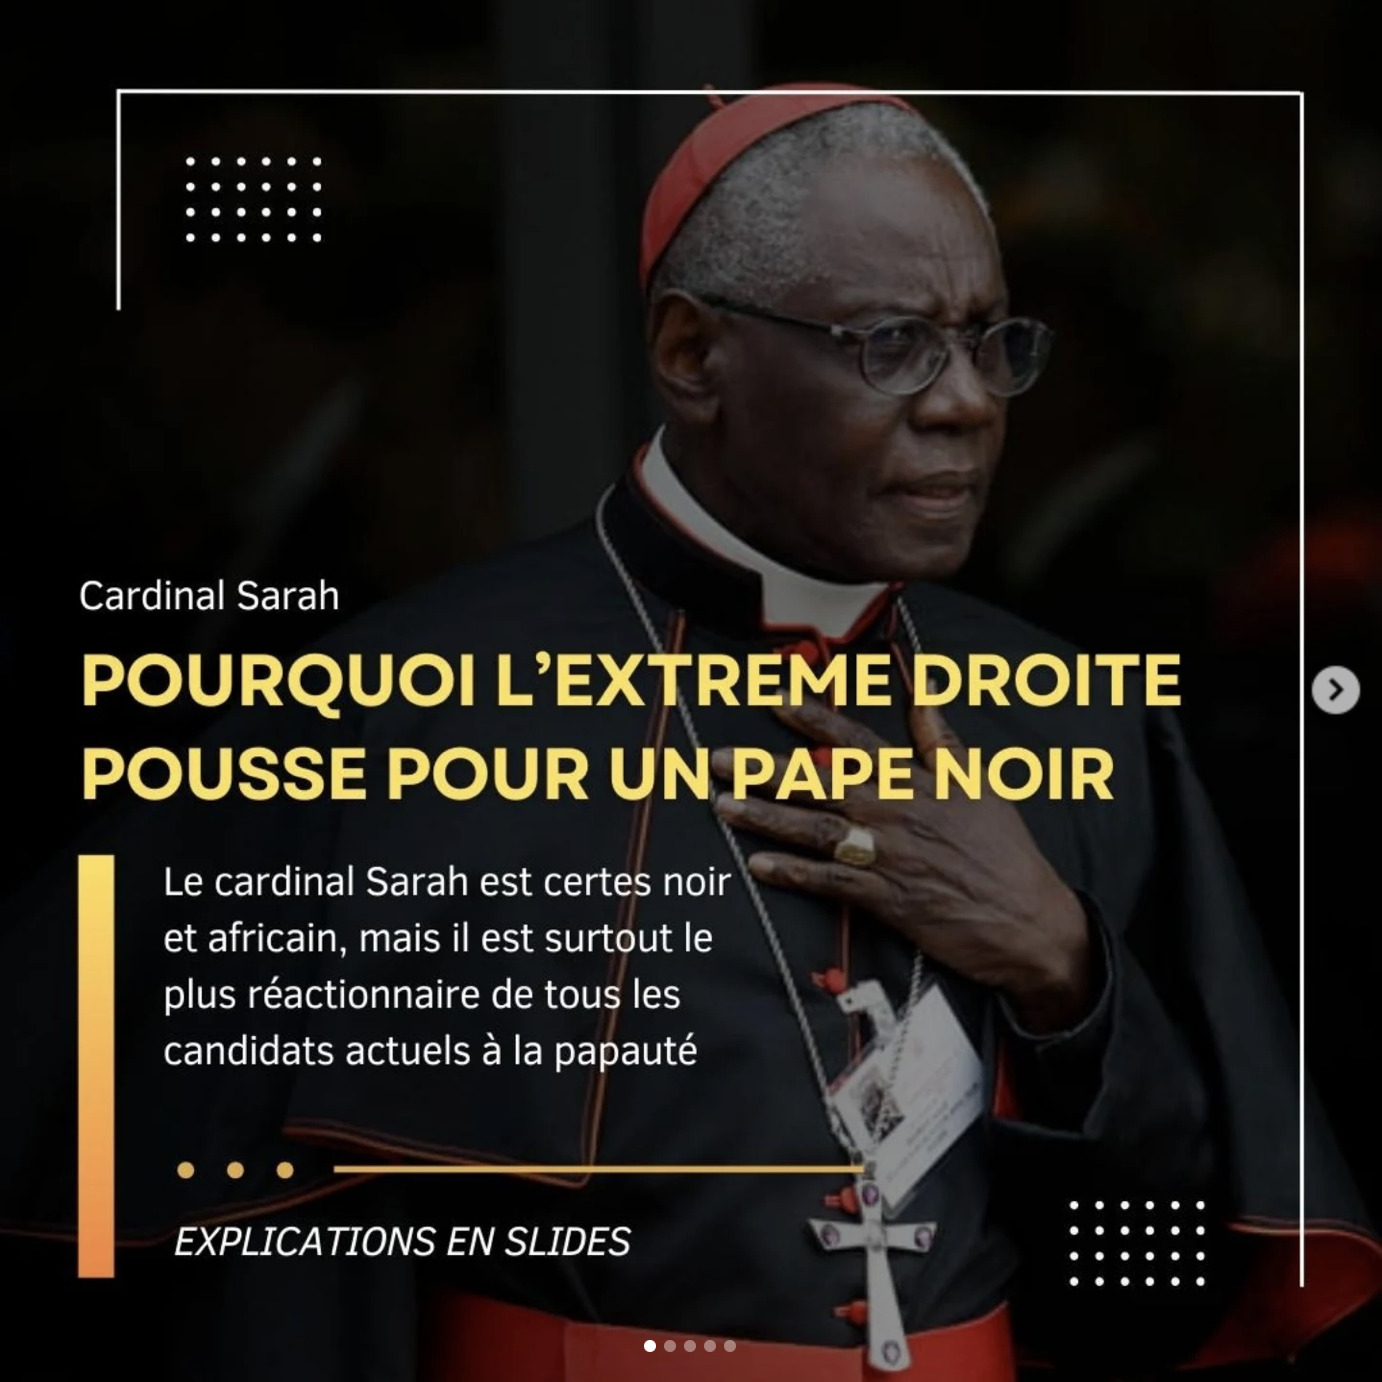 Cardinal Sarah
POURQUOI L’EXTREME DROITE
POUSSE POUR UN PAPE NOIR
Le cardinal Sarah est certes noir
et africain, mais il est surtout le
plus réactionnaire de tous les
candidats actuels à la papauté
EXPLICATIONS EN SLIDES